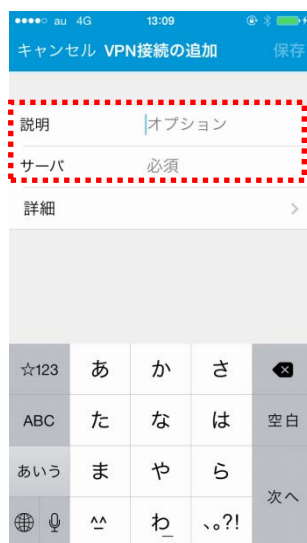 au 4G 13:09
キャンセル VPN接続の追加 保存
説明 オプション
サーバ 必須
詳細
☆123 あ か さ
ABC た な は 空白
あいう ま や ら
^^ わ_ 、。?! 次へ